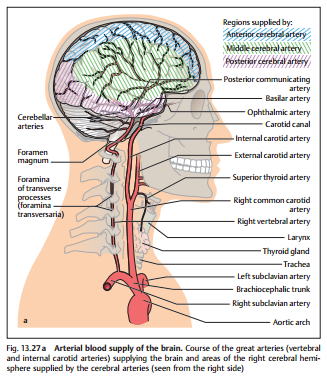 Regions supplied by:
Anterior cerebral artery
Middle cerebral artery
Posterior cerebral artery
Posterior communicating
artery
Basilar artery
Ophthalmic artery
Carotid canal
Internal carotid artery
External carotid artery
Superior thyroid artery
Right common carotid
artery
Right vertebral artery
Larynx
Thyroid gland
Trachea
Left subclavian artery
Brachiocephalic trunk
Right subclavian artery
Aortic arch
Cerebellar
arteries
Foramen
magnum
Foramina
of transverse
processes
(foramina
transversaria)
a
Fig. 13.27 a Arterial blood supply of the brain. Course of the great arteries (vertebral
and internal carotid arteries) supplying the brain and areas of the right cerebral hemi-
sphere supplied by the cerebral arteries (seen from the right side)